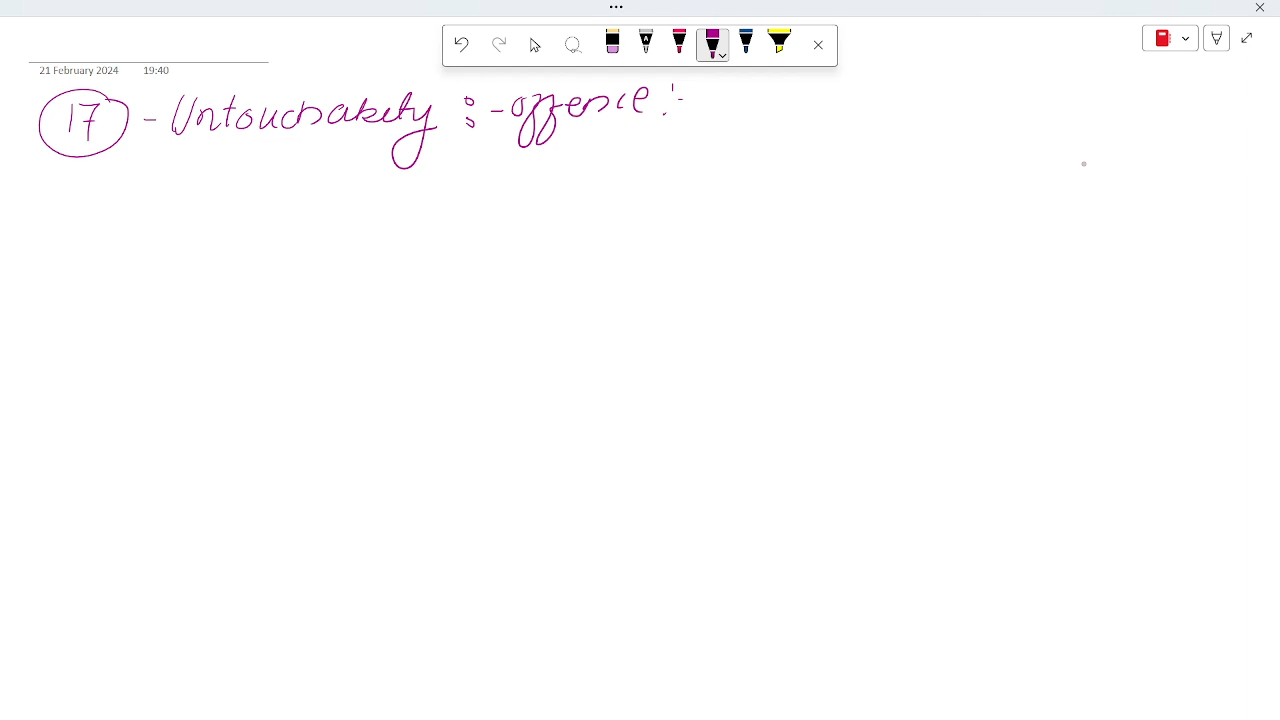 21 February 2024 19:40
17 - Untouchability : - offence :-